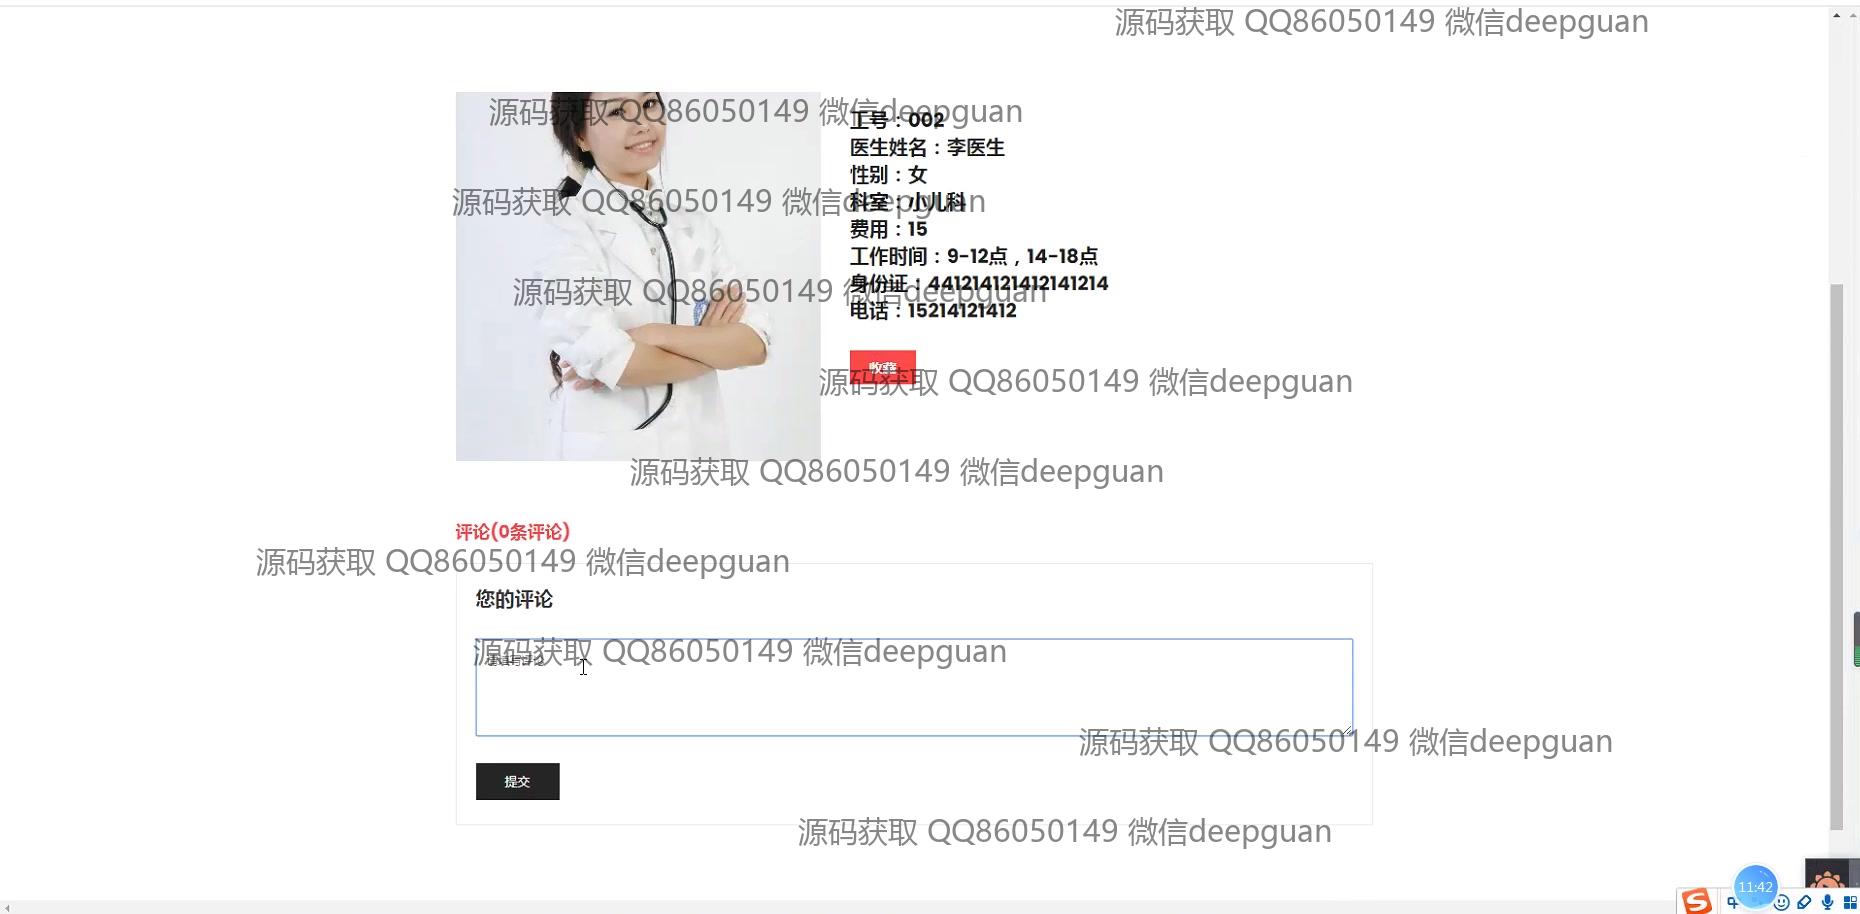 源码获取 QQ86050149 微信deepguan
源码获取 QQ86050149 微信deepguan
工号：002
医生姓名：李医生
性别：女
源码获取 QQ86050149 微信deepguan
科室：小儿科
费用：15
工作时间：9-12点，14-18点
源码获取 QQ86050149 微信deepguan
身份证：441214121412141214
电话：15214121412
收藏
源码获取 QQ86050149 微信deepguan
源码获取 QQ86050149 微信deepguan
评论(0条评论)
源码获取 QQ86050149 微信deepguan
您的评论
源码获取 QQ86050149 微信deepguan
请填写评论
源码获取 QQ86050149 微信deepguan
提交
源码获取 QQ86050149 微信deepguan
11:42
S